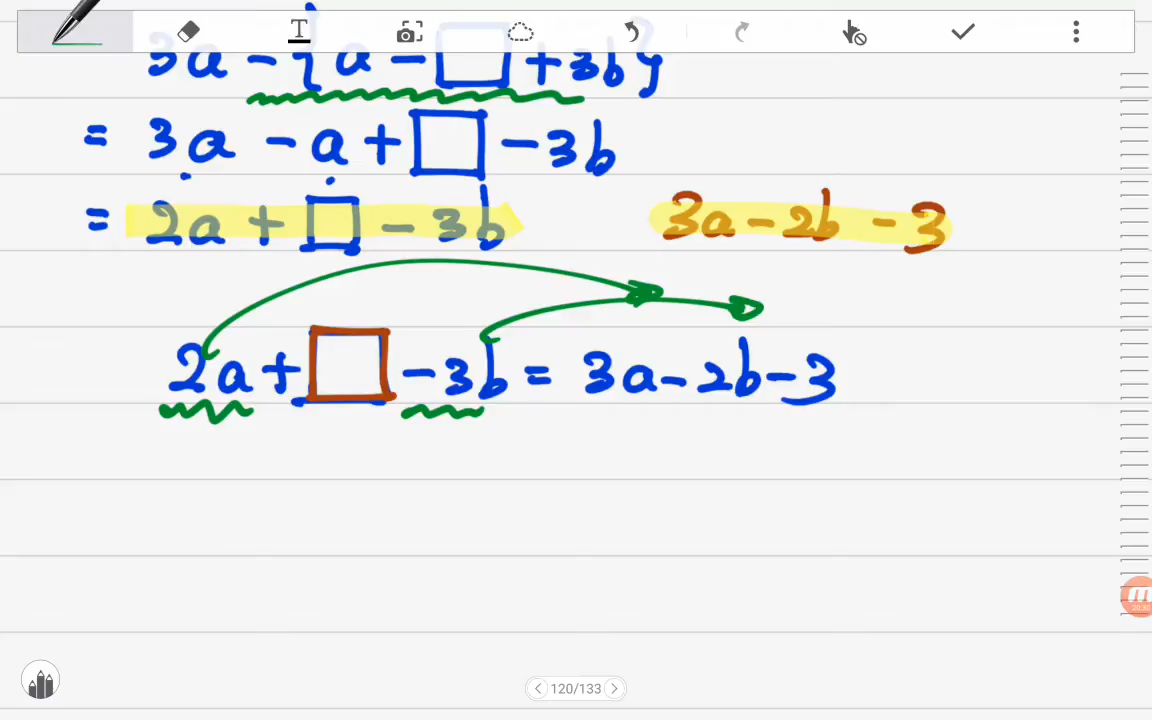 T
3a - {a - □ + 3b}
= 3a - a + □ - 3b
= 2a + □ - 3b 3a - 2b - 3
2a + □ - 3b = 3a - 2b - 3
120/133